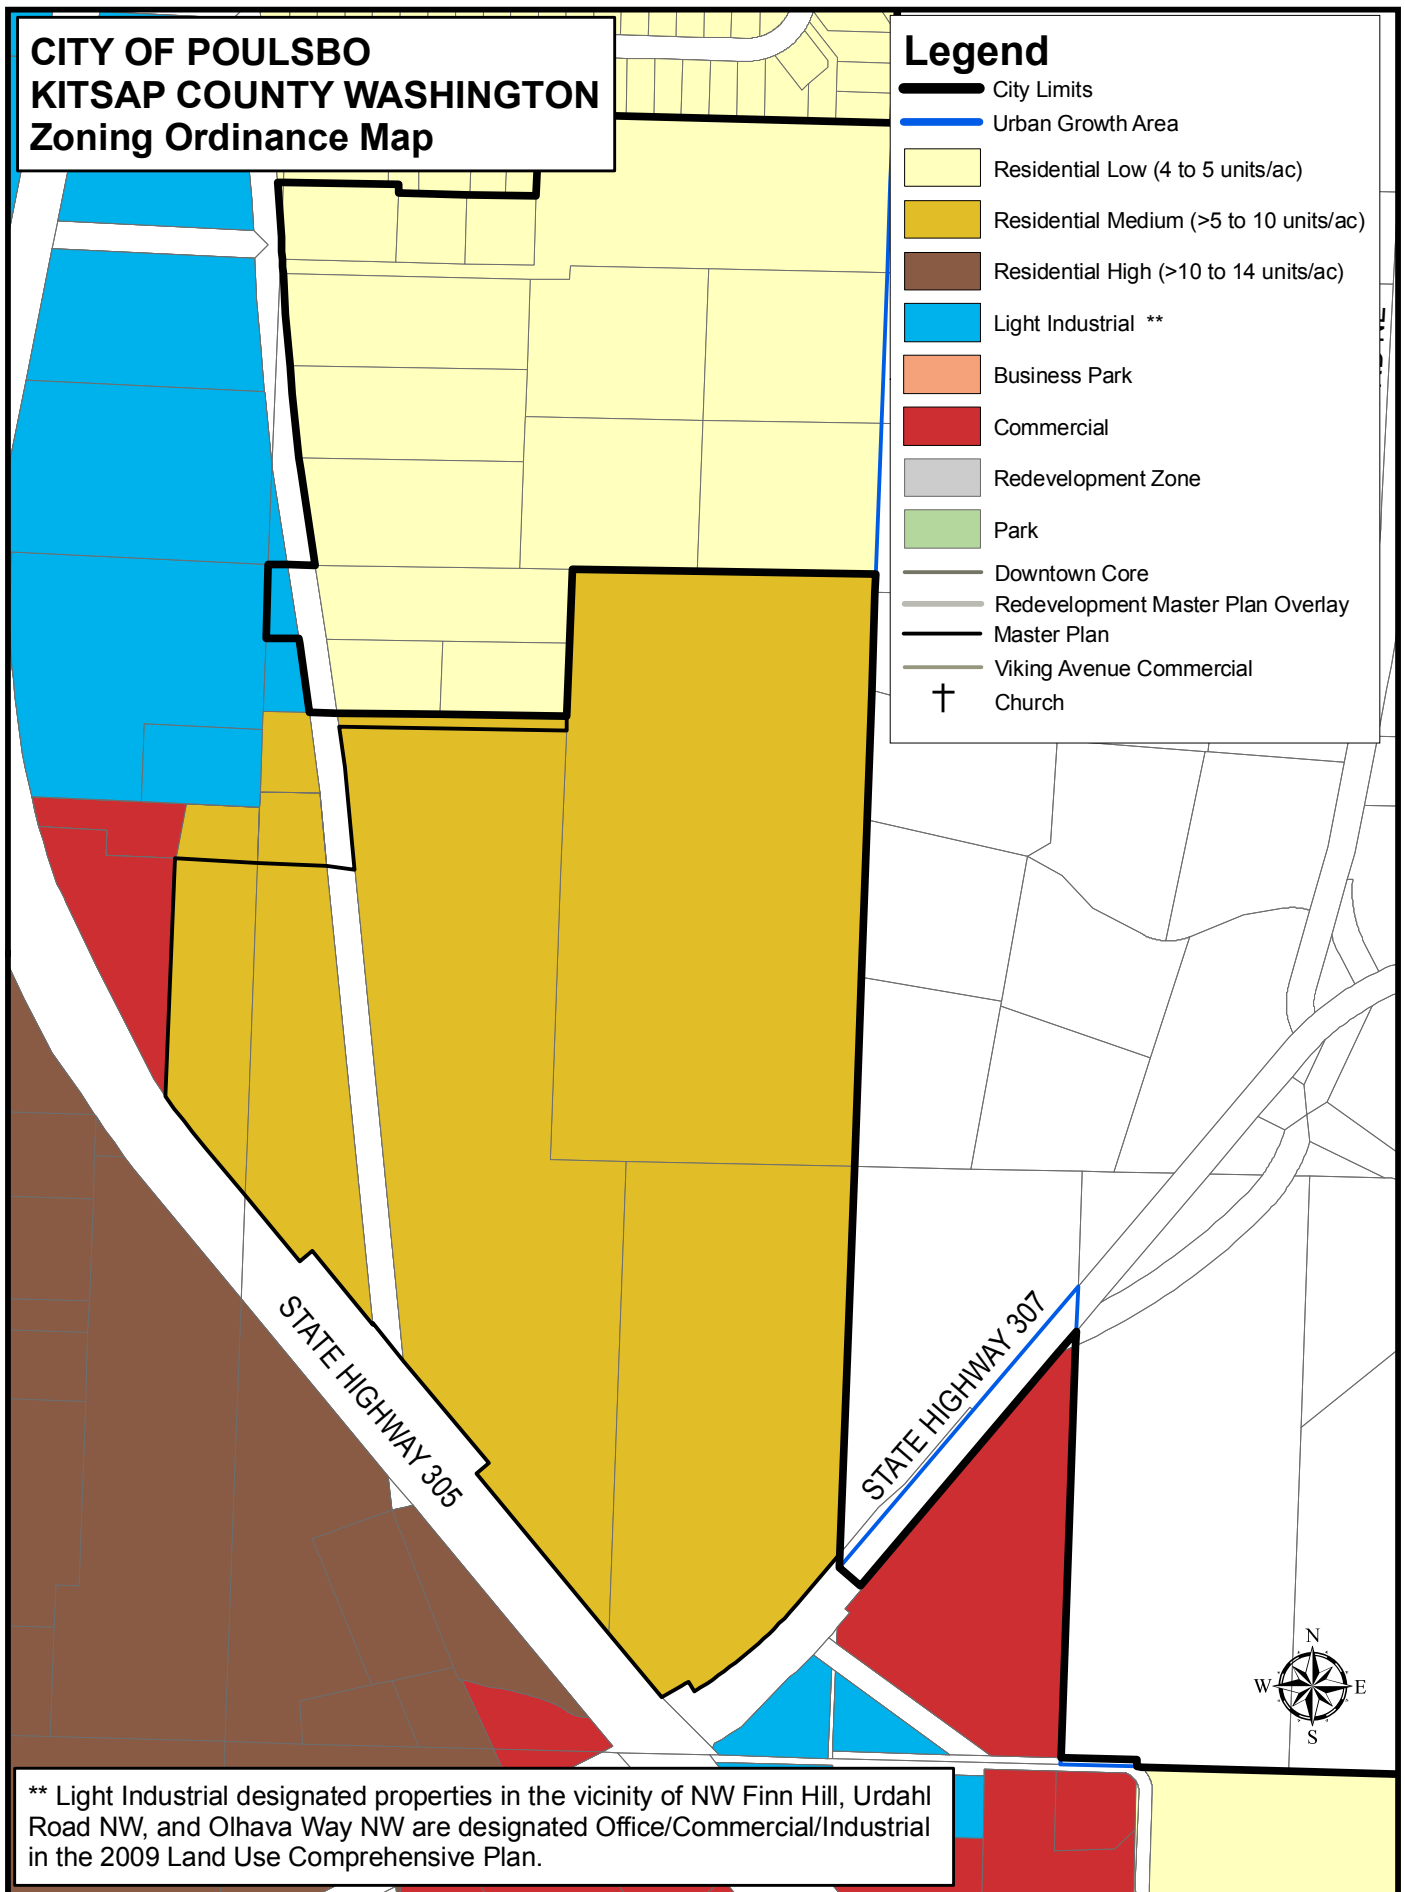 CITY OF POULSBO
KITSAP COUNTY WASHINGTON
Zoning Ordinance Map
Legend
City Limits
Urban Growth Area
Residential Low (4 to 5 units/ac)
Residential Medium (>5 to 10 units/ac)
Residential High (>10 to 14 units/ac)
Light Industrial **
Business Park
Commercial
Redevelopment Zone
Park
Downtown Core
Redevelopment Master Plan Overlay
Master Plan
Viking Avenue Commercial
Church
STATE HIGHWAY 307
STATE HIGHWAY 305
N
W E
S
** Light Industrial designated properties in the vicinity of NW Finn Hill, Urdahl
Road NW, and Olhava Way NW are designated Office/Commercial/Industrial
in the 2009 Land Use Comprehensive Plan.